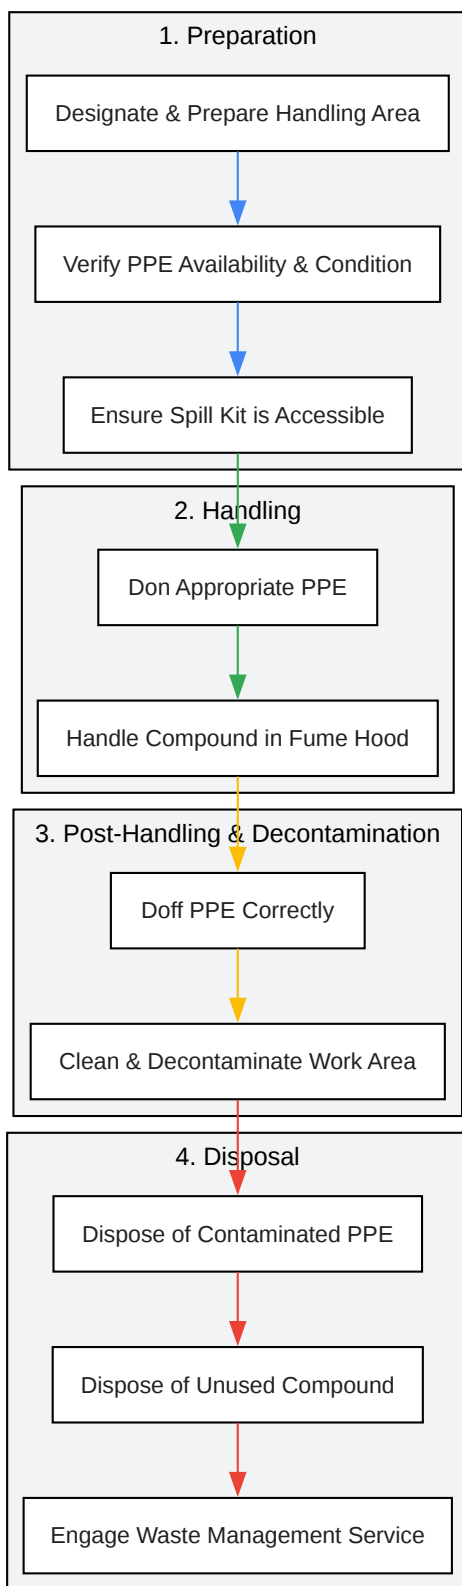 1. Preparation
Designate & Prepare Handling Area
Verify PPE Availability & Condition
Ensure Spill Kit is Accessible
2. Handling
Don Appropriate PPE
Handle Compound in Fume Hood
3. Post-Handling & Decontamination
Doff PPE Correctly
Clean & Decontaminate Work Area
4. Disposal
Dispose of Contaminated PPE
Dispose of Unused Compound
Engage Waste Management Service